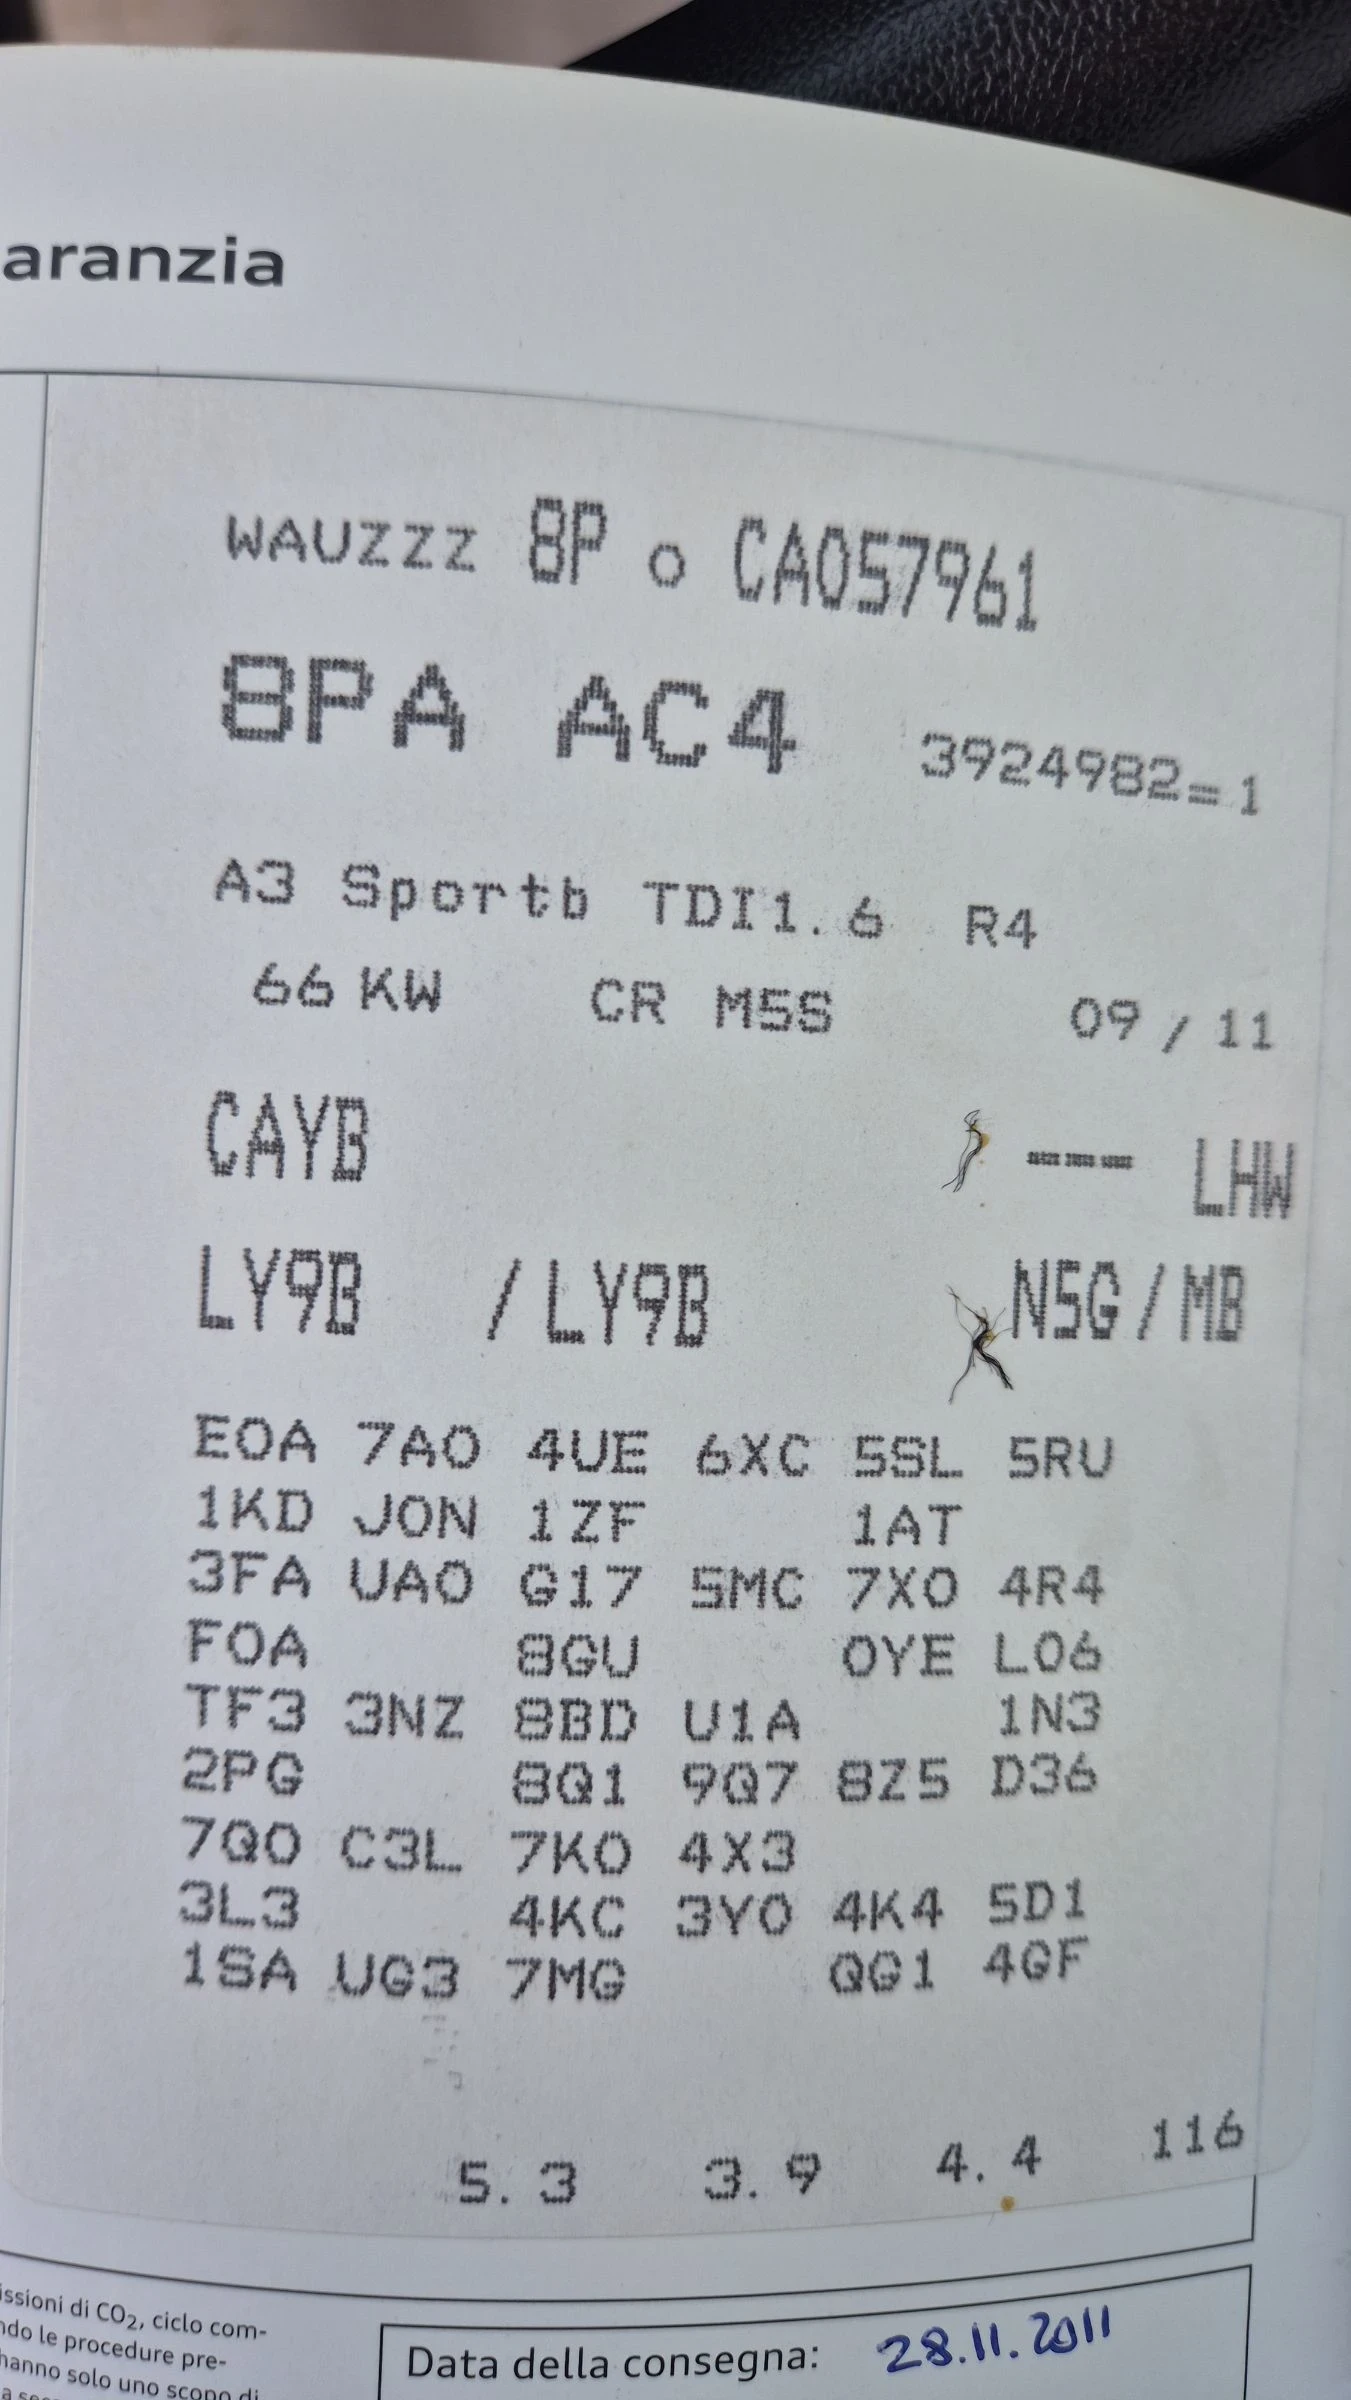 aranzia
WAUZZZ 8P o CA057961
8PA AC4 3924982=1
A3 Sportb TDI1.6 R4
66 KW CR M5S 09 / 11
CAYB --- LHW
LY9B / LY9B N5G / MB
E0A 7A0 4UE 6XC 5SL 5RU
1KD J0N 1ZF 1AT
3FA UA0 G17 5MC 7X0 4R4
F0A 8GU 0YE L06
TF3 3NZ 8BD U1A 1N3
2PG 8Q1 9Q7 8Z5 D36
7Q0 C3L 7K0 4X3
3L3 4KC 3Y0 4K4 5D1
1SA UG3 7MG QG1 4GF
5.3 3.9 4.4 116
issioni di CO2, ciclo com-
ndo le procedure pre-
hanno solo uno scopo di
Data della consegna: 28.11.2011